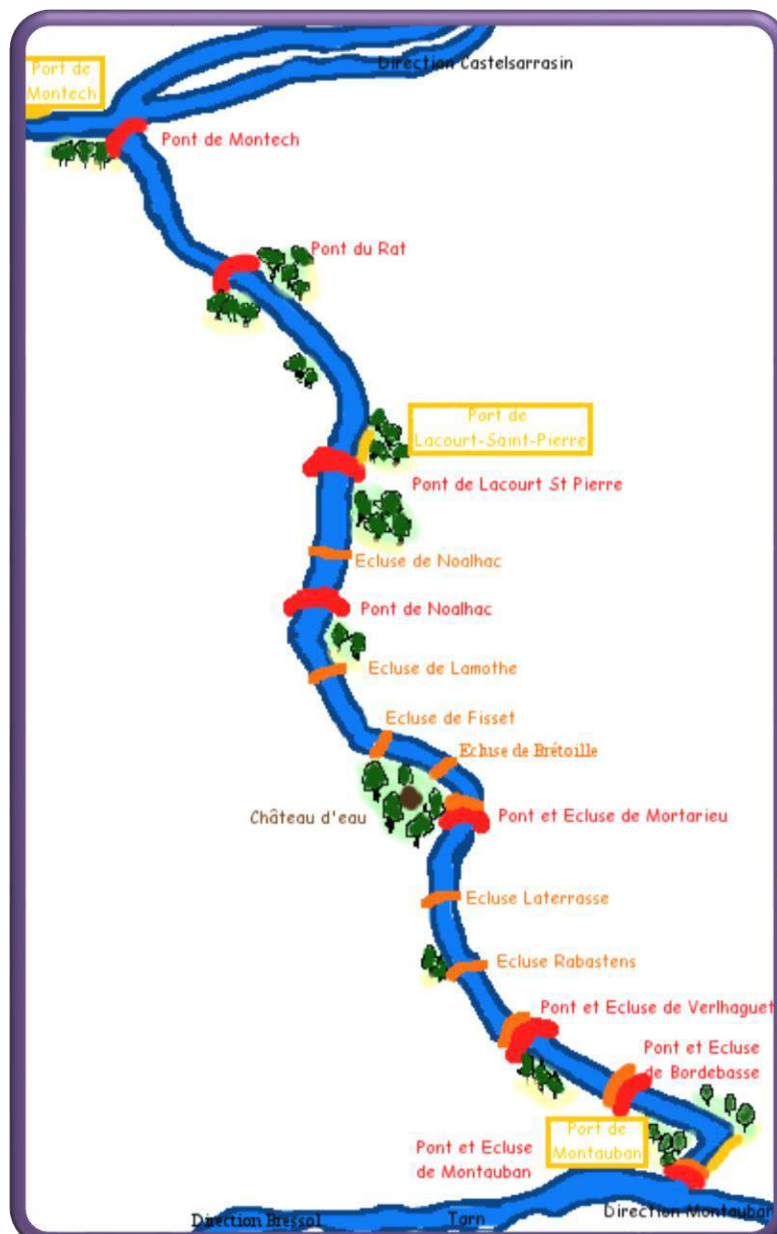 Direction Castelsarrasin
Port de
Montech
Pont de Montech
Pont du Rat
Port de
Lacourt-Saint-Pierre
Pont de Lacourt St Pierre
Ecluse de Noalhac
Pont de Noalhac
Ecluse de Lamothe
Ecluse de Fisset
Ecluse de Brétoille
Château d'eau
Pont et Ecluse de Mortarieu
Ecluse Laterrasse
Ecluse Rabastens
Pont et Ecluse de Verlhaguet
Pont et Ecluse
de Bordebasse
Port de
Montauban
Pont et Ecluse
de Montauban
Direction Montauban
Direction Bressol
Tarn